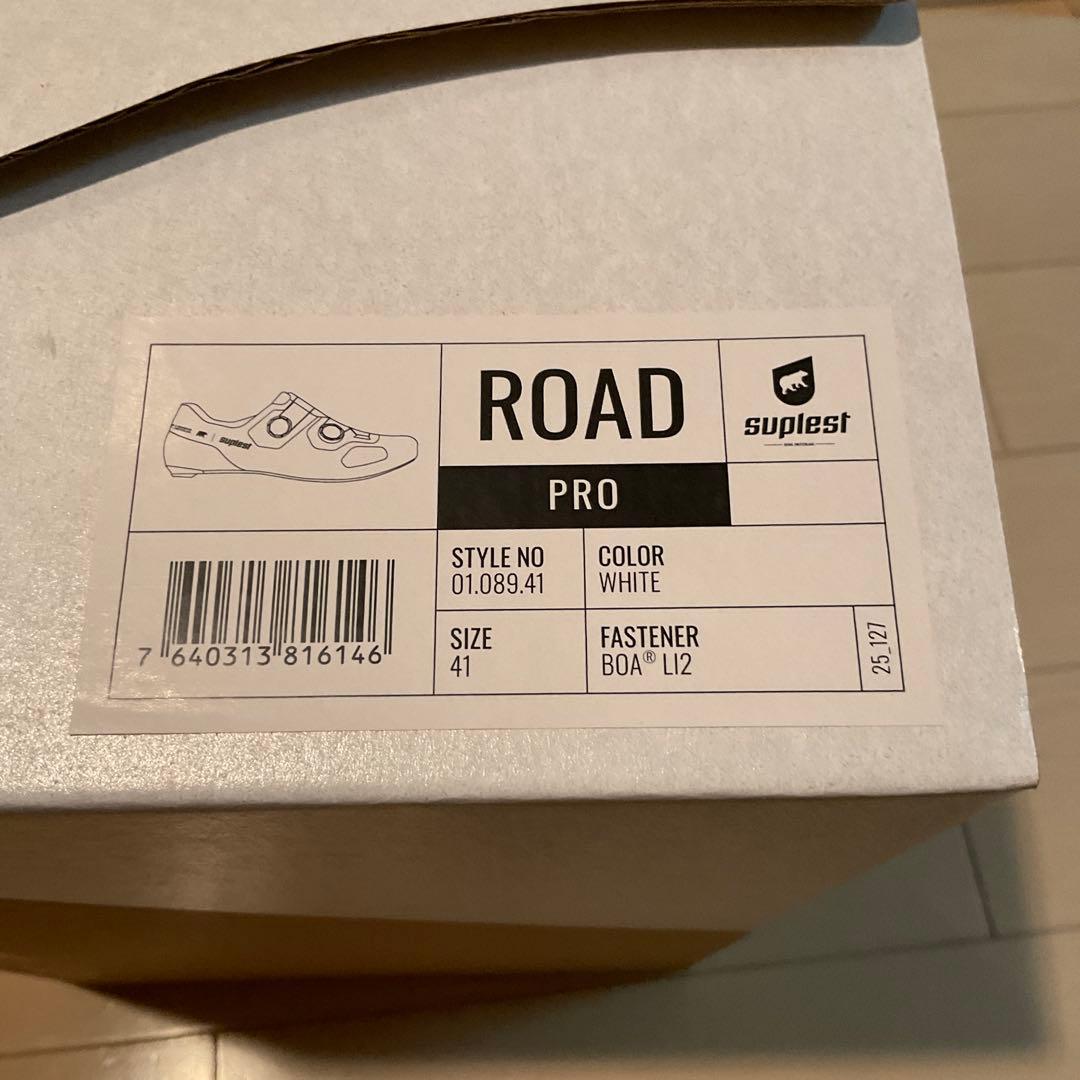 suplest
ROAD
suplest
PRO
STYLE NO
01.089.41
COLOR
WHITE
7 640313 816146
SIZE
41
FASTENER
BOA® LI2
25_127